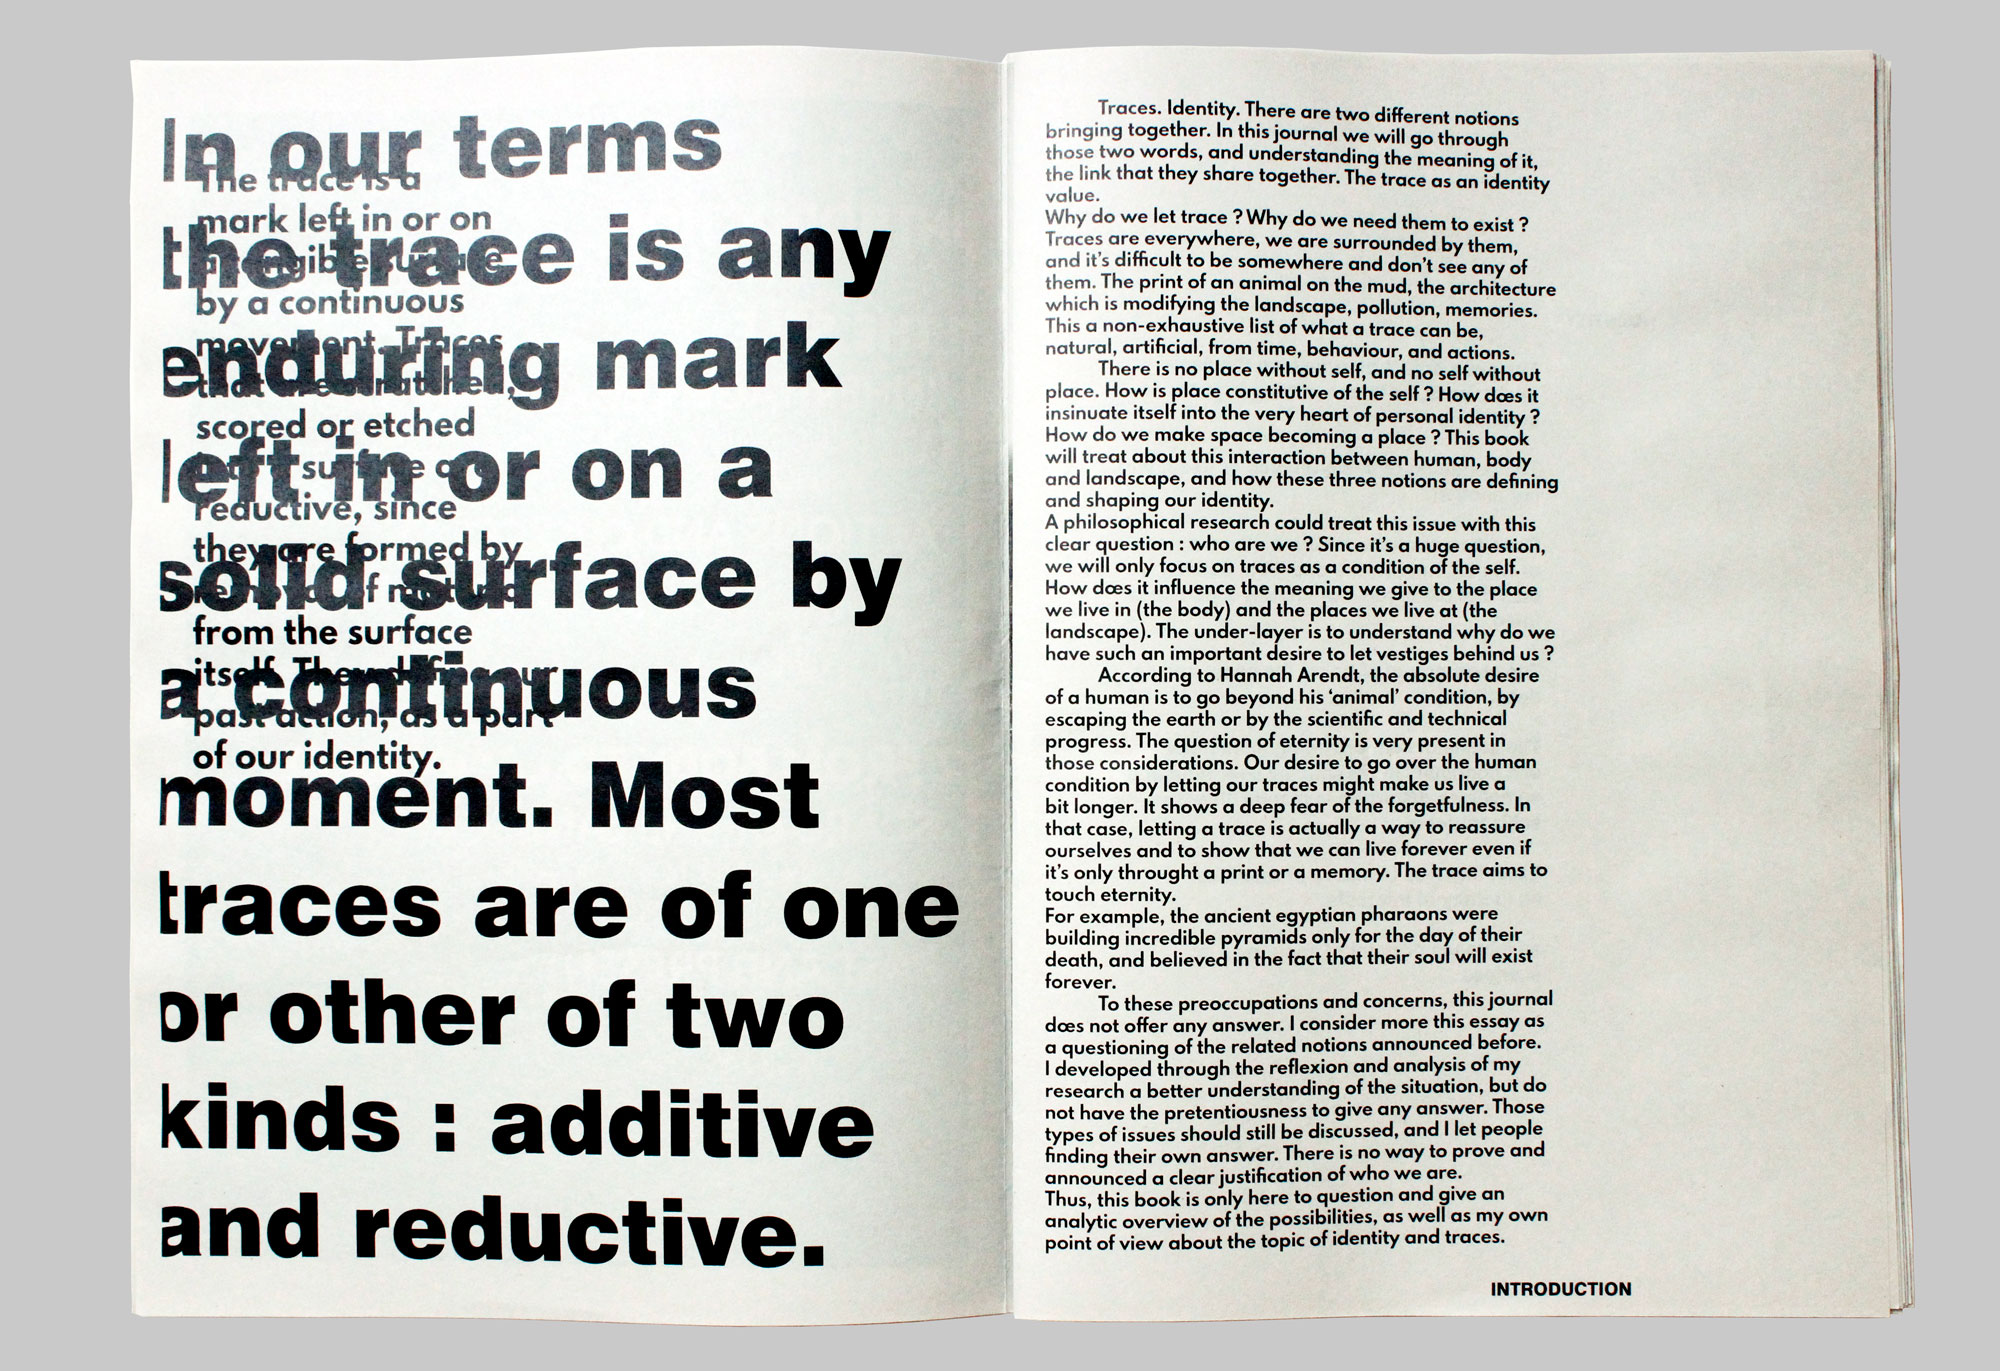 In our terms
the trace is any
enduring mark
left in or on a
solid surface by
a continuous
moment. Most
traces are of one
or other of two
kinds : additive
and reductive.
The trace is a
mark left in or on
a tangible surface
by a continuous
movement. Traces
that are scratched,
scored or etched
surface
reductive, since
they are formed by
removal of material
from the surface
itself. They define our
past action, as a part
of our identity.
Traces. Identity. There are two different notions
bringing together. In this journal we will go through
those two words, and understanding the meaning of it,
the link that they share together. The trace as an identity
value.
Why do we let trace ? Why do we need them to exist ?
Traces are everywhere, we are surrounded by them,
and it's difficult to be somewhere and don't see any of
them. The print of an animal on the mud, the architecture
which is modifying the landscape, pollution, memories.
This a non-exhaustive list of what a trace can be,
natural, artificial, from time, behaviour, and actions.
There is no place without self, and no self without
place. How is place constitutive of the self ? How dœs it
insinuate itself into the very heart of personal identity ?
How do we make space becoming a place ? This book
will treat about this interaction between human, body
and landscape, and how these three notions are defining
and shaping our identity.
A philosophical research could treat this issue with this
clear question : who are we ? Since it's a huge question,
we will only focus on traces as a condition of the self.
How dœs it influence the meaning we give to the place
we live in (the body) and the places we live at (the
landscape). The under-layer is to understand why do we
have such an important desire to let vestiges behind us ?
According to Hannah Arendt, the absolute desire
of a human is to go beyond his ‘animal’ condition, by
escaping the earth or by the scientific and technical
progress. The question of eternity is very present in
those considerations. Our desire to go over the human
condition by letting our traces might make us live a
bit longer. It shows a deep fear of the forgetfulness. In
that case, letting a trace is actually a way to reassure
ourselves and to show that we can live forever even if
it's only throught a print or a memory. The trace aims to
touch eternity.
For example, the ancient egyptian pharaons were
building incredible pyramids only for the day of their
death, and believed in the fact that their soul will exist
forever.
To these preoccupations and concerns, this journal
dœs not offer any answer. I consider more this essay as
a questioning of the related notions announced before.
I developed through the reflexion and analysis of my
research a better understanding of the situation, but do
not have the pretentiousness to give any answer. Those
types of issues should still be discussed, and I let people
finding their own answer. There is no way to prove and
announced a clear justification of who we are.
Thus, this book is only here to question and give an
analytic overview of the possibilities, as well as my own
point of view about the topic of identity and traces.
INTRODUCTION